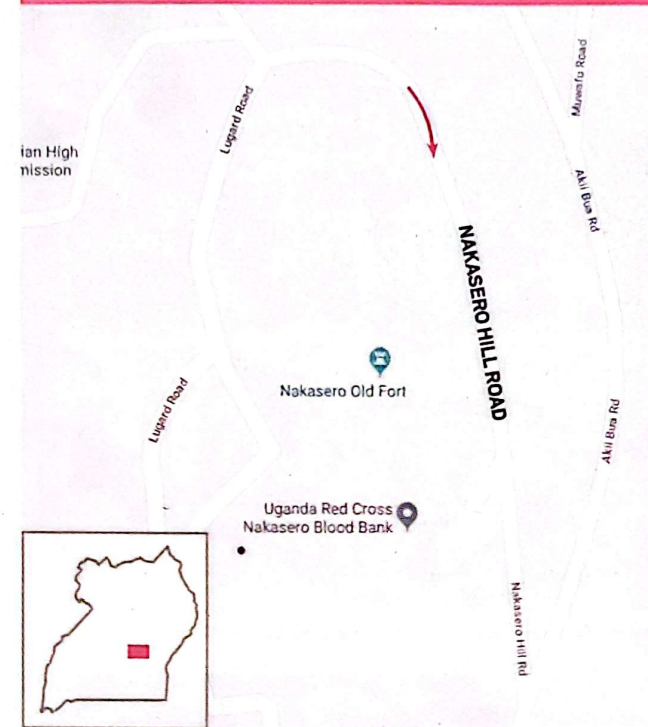 Lugard Road
Muwafu Road
ian High
mission
Akii Bua Rd
NAKASERO HILL ROAD
Nakasero Old Fort
Lugard Road
Akii Bua Rd
Uganda Red Cross
Nakasero Blood Bank
Nakasero Hill Rd